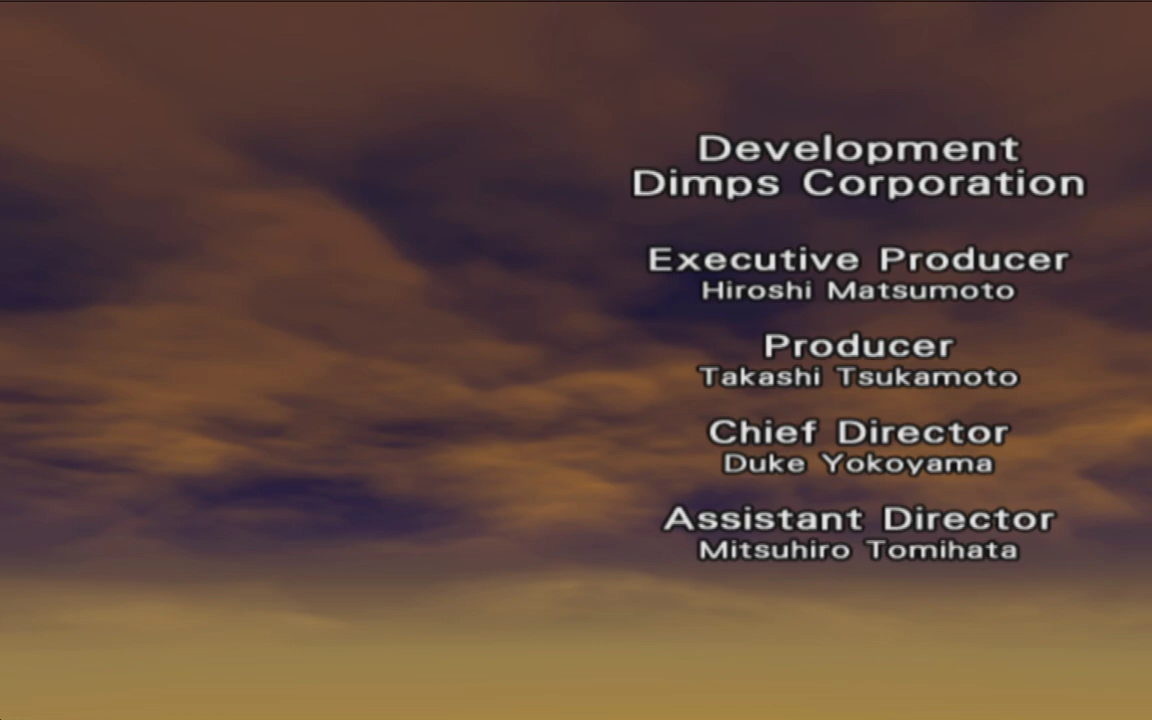 Development
Dimps Corporation
Executive Producer
Hiroshi Matsumoto
Producer
Takashi Tsukamoto
Chief Director
Duke Yokoyama
Assistant Director
Mitsuhiro Tomihata